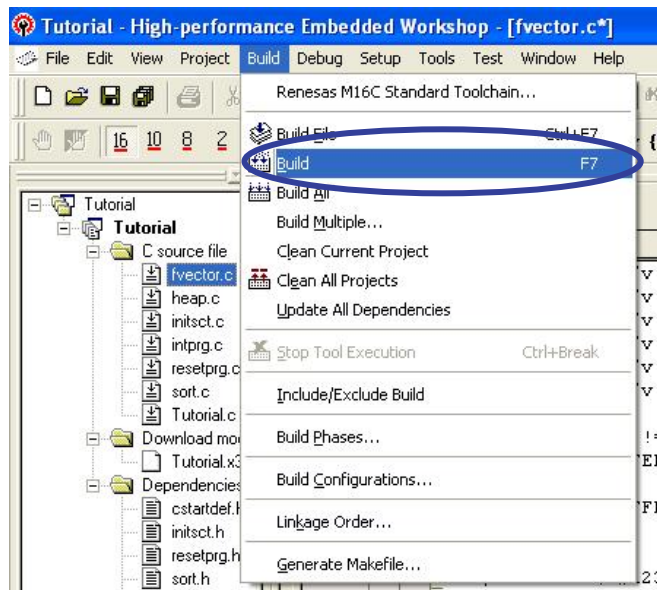 Tutorial - High-performance Embedded Workshop - [fvector.c*]
File Edit View Project Build Debug Setup Tools Test Window Help
16 10 8 2
Renesas M16C Standard Toolchain...
Build File Ctrl+F7
Build F7
Build All
Build Multiple...
Clean Current Project
Clean All Projects
Update All Dependencies
Stop Tool Execution Ctrl+Break
Include/Exclude Build
Build Phases...
Build Configurations...
Linkage Order...
Generate Makefile...
Tutorial
Tutorial
C source file
fvector.c
heap.c
initsct.c
intprg.c
resetprg.c
sort.c
Tutorial.c
Download mo
Tutorial.x3
Dependencies
cstartdef.h
initsct.h
resetprg.h
sort.h